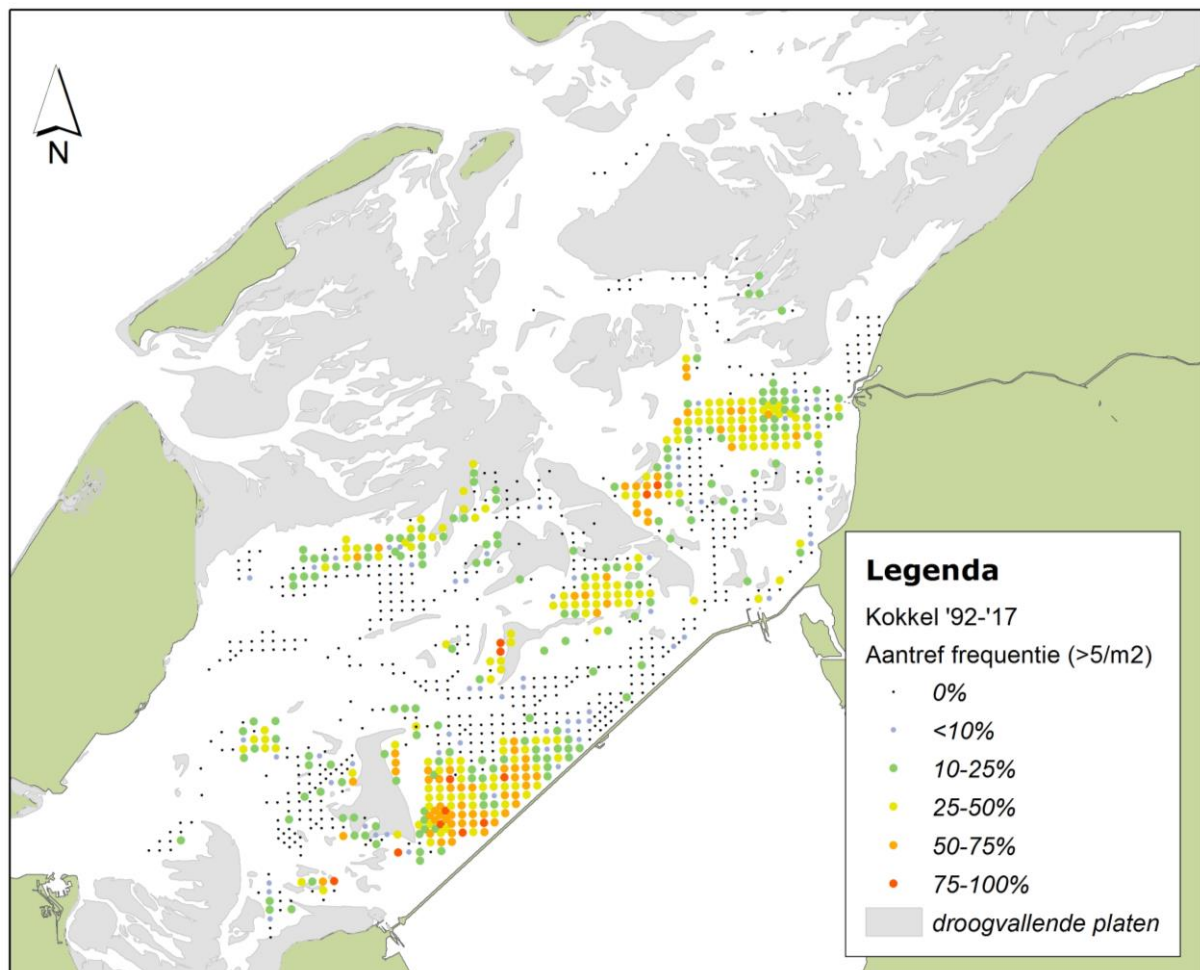 N
Legenda
Kokkel '92-'17
Aantref frequentie (>5/m2)
0%
<10%
10-25%
25-50%
50-75%
75-100%
droogvallende platen